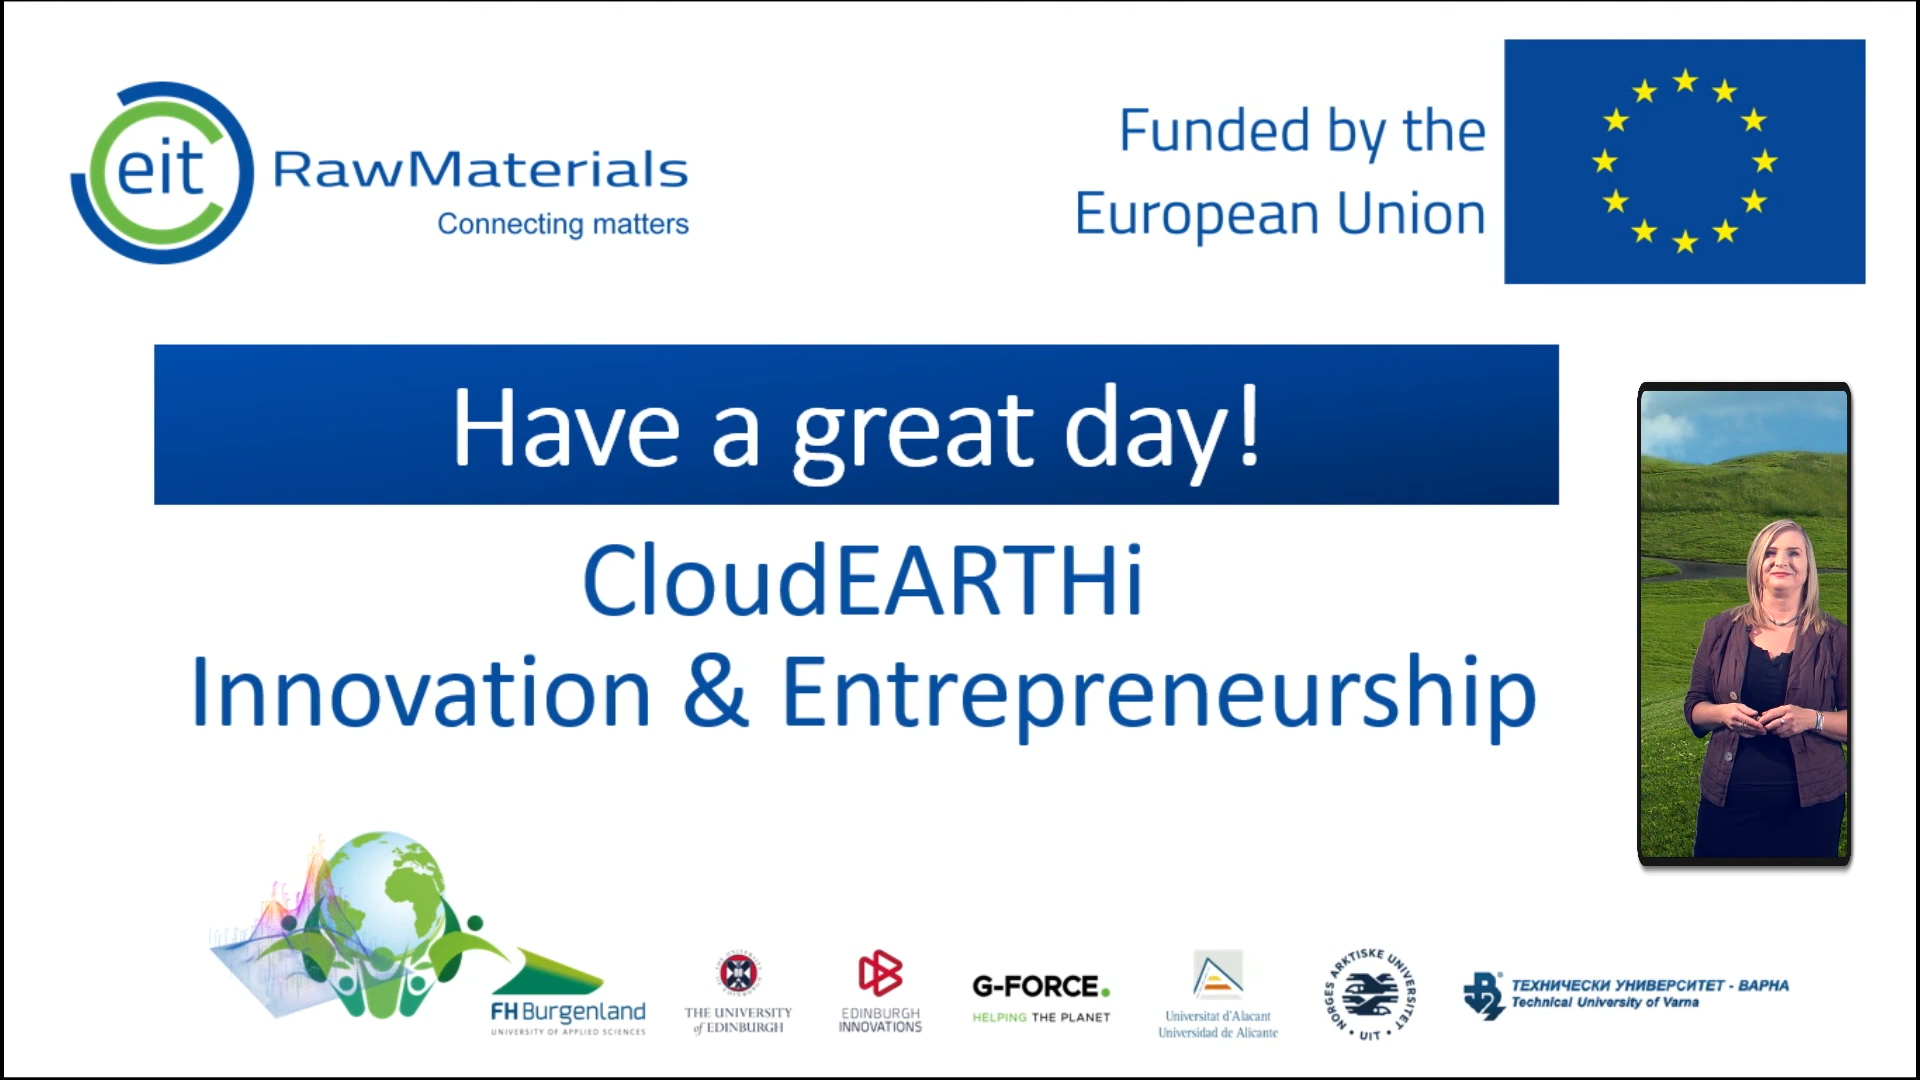 eit RawMaterials
Connecting matters
Funded by the
European Union
Have a great day!
CloudEARTHi
Innovation & Entrepreneurship
FH Burgenland
UNIVERSITY OF APPLIED SCIENCES
THE UNIVERSITY
of EDINBURGH
EDINBURGH
INNOVATIONS
G-FORCE.
HELPING THE PLANET
Universitat d'Alacant
Universidad de Alicante
NORGES ARKTISKE UNIVERSITET
• UIT •
ТЕХНИЧЕСКИ УНИВЕРСИТЕТ - ВАРНА
Technical University of Varna